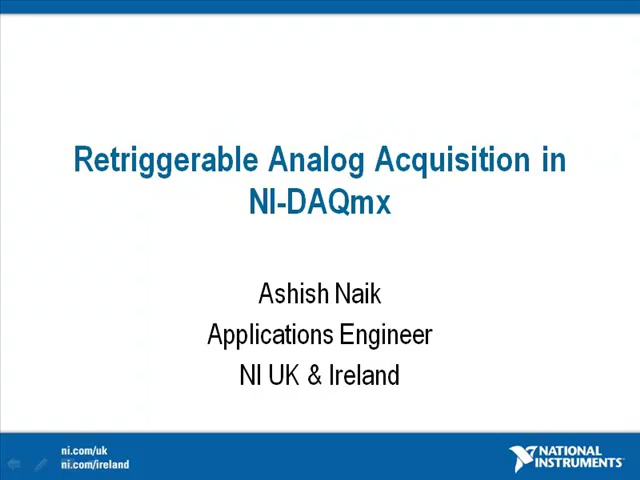 Retriggerable Analog Acquisition in
NI-DAQmx
Ashish Naik
Applications Engineer
NI UK & Ireland
ni.com/uk
ni.com/ireland
NATIONAL
INSTRUMENTS